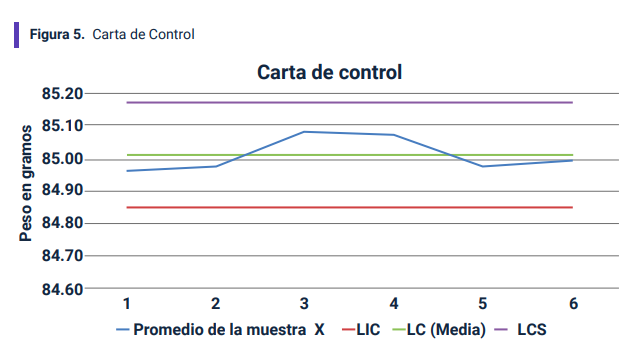 Figura 5. Carta de Control
Carta de control
Peso en gramos
85.20
85.10
85.00
84.90
84.80
84.70
84.60
1 2 3 4 5 6
Promedio de la muestra X LIC LC (Media) LCS